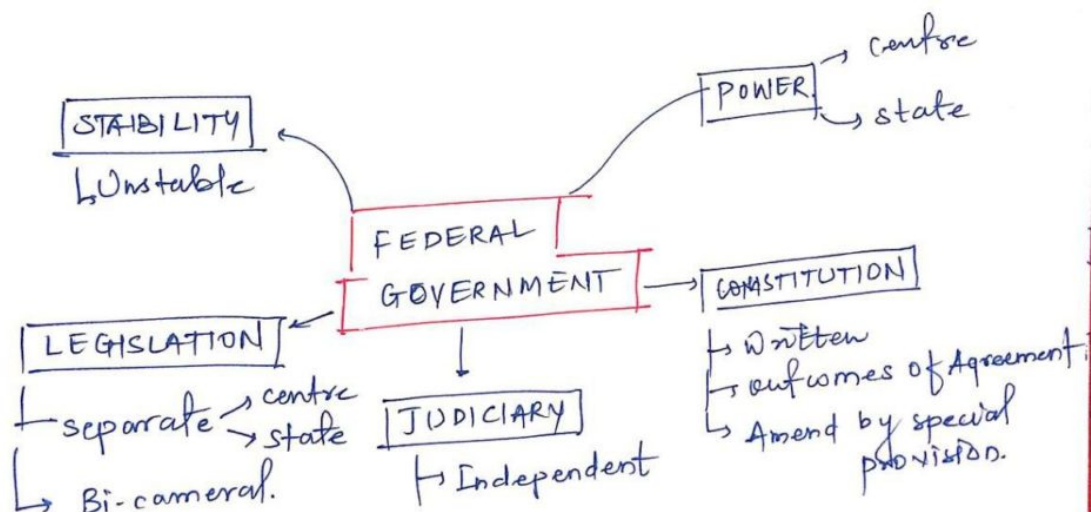 STABILITY
Unstable
POWER
centre
state
FEDERAL
GOVERNMENT
LEGISLATION
separate
centre
state
Bi-cameral.
JUDICIARY
Independent
CONSTITUTION
Written
outcomes of Agreement.
Amend by special
provision.